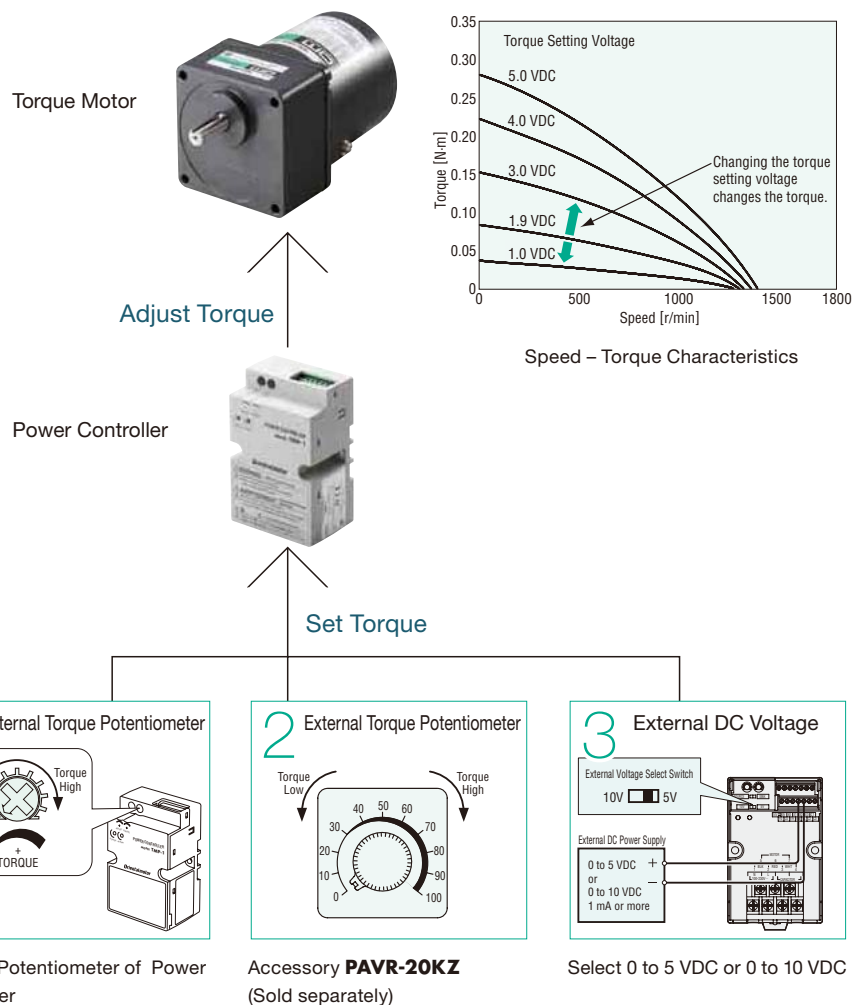 Torque Motor
Adjust Torque
Power Controller
Set Torque
Torque [N·m]
0.35
0.30
0.25
0.20
0.15
0.10
0.05
0
Torque Setting Voltage
5.0 VDC
4.0 VDC
3.0 VDC
1.9 VDC
1.0 VDC
Changing the torque
setting voltage
changes the torque.
0 500 1000 1500 1800
Speed [r/min]
Speed – Torque Characteristics
ternal Torque Potentiometer
Torque
High
+
TORQUE
Potentiometer of Power
er
2 External Torque Potentiometer
Torque
Low
Torque
High
0 10 20 30 40 50 60 70 80 90 100
Accessory PAVR-20KZ
(Sold separately)
3 External DC Voltage
External Voltage Select Switch
10V 5V
External DC Power Supply
0 to 5 VDC +
or
0 to 10 VDC –
1 mA or more
Select 0 to 5 VDC or 0 to 10 VDC